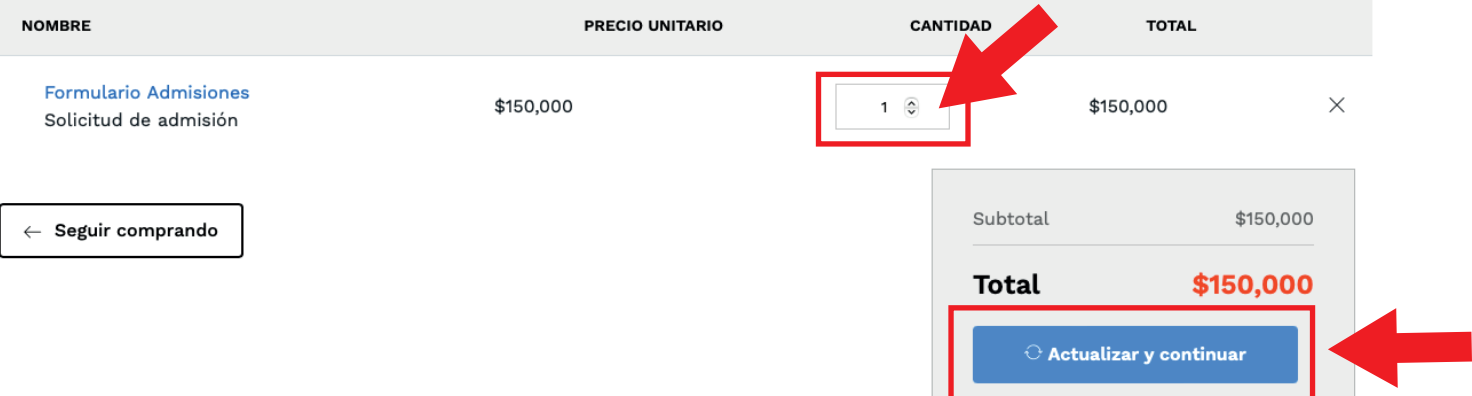 NOMBRE PRECIO UNITARIO CANTIDAD TOTAL
Formulario Admisiones
Solicitud de admisión
$150,000 1 $150,000
← Seguir comprando
Subtotal $150,000
Total $150,000
Actualizar y continuar